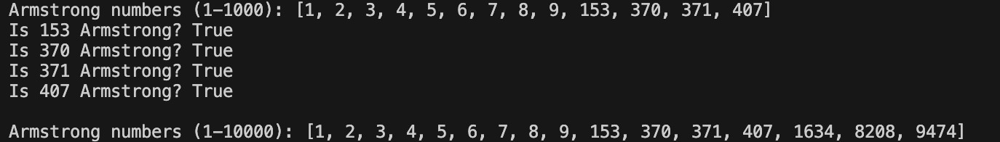 Armstrong numbers (1-1000): [1, 2, 3, 4, 5, 6, 7, 8, 9, 153, 370, 371, 407]
Is 153 Armstrong? True
Is 370 Armstrong? True
Is 371 Armstrong? True
Is 407 Armstrong? True
Armstrong numbers (1-10000): [1, 2, 3, 4, 5, 6, 7, 8, 9, 153, 370, 371, 407, 1634, 8208, 9474]